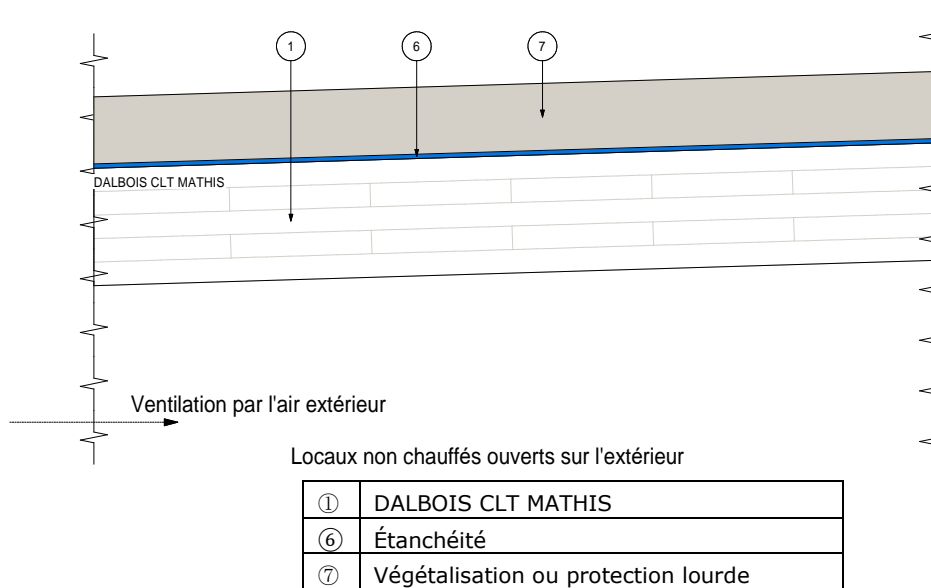 1 6 7
DALBOIS CLT MATHIS
Ventilation par l'air extérieur
Locaux non chauffés ouverts sur l'extérieur
① DALBOIS CLT MATHIS
⑥ Étanchéité
⑦ Végétalisation ou protection lourde